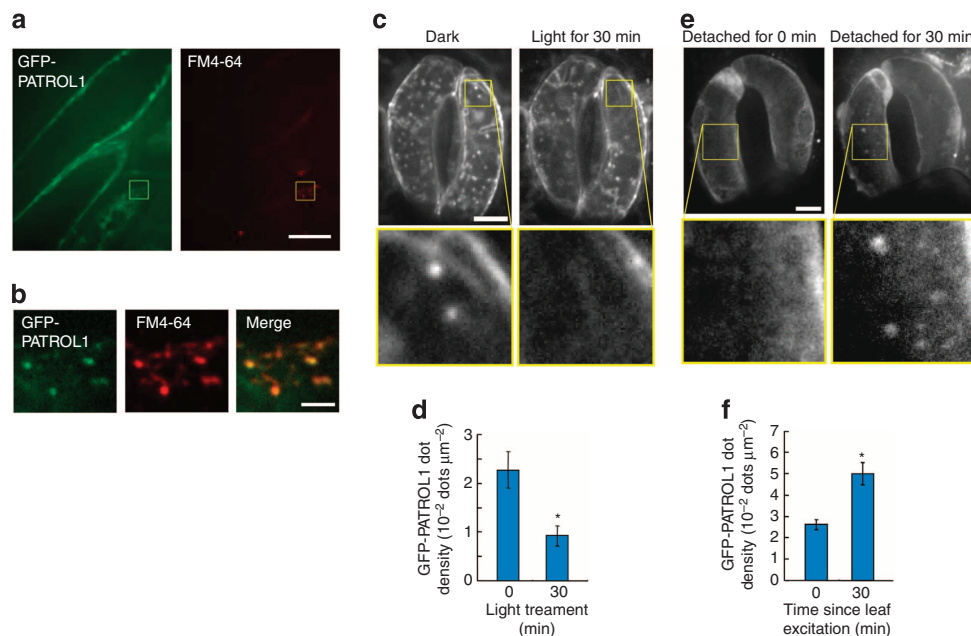 a
GFP-
PATROL1
FM4-64
b
GFP-
PATROL1
FM4-64
Merge
c
Dark
Light for 30 min
d
GFP-PATROL1 dot
density (10⁻² dots μm⁻²)
3
2
1
0
0
30
Light treament
(min)
*
e
Detached for 0 min
Detached for 30 min
f
GFP-PATROL1 dot
density (10⁻² dots μm⁻²)
7
6
5
4
3
2
1
0
0
30
Time since leaf
excitation (min)
*